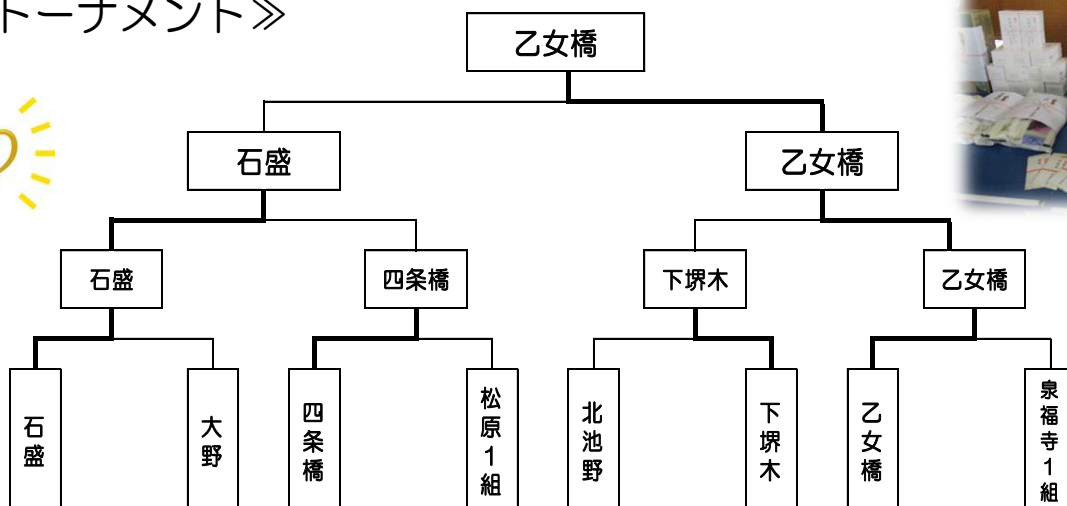 トーナメント≫
乙女橋
石盛
乙女橋
石盛
四条橋
下堺木
乙女橋
石盛
大野
四条橋
松原1組
北池野
下堺木
乙女橋
泉福寺1組